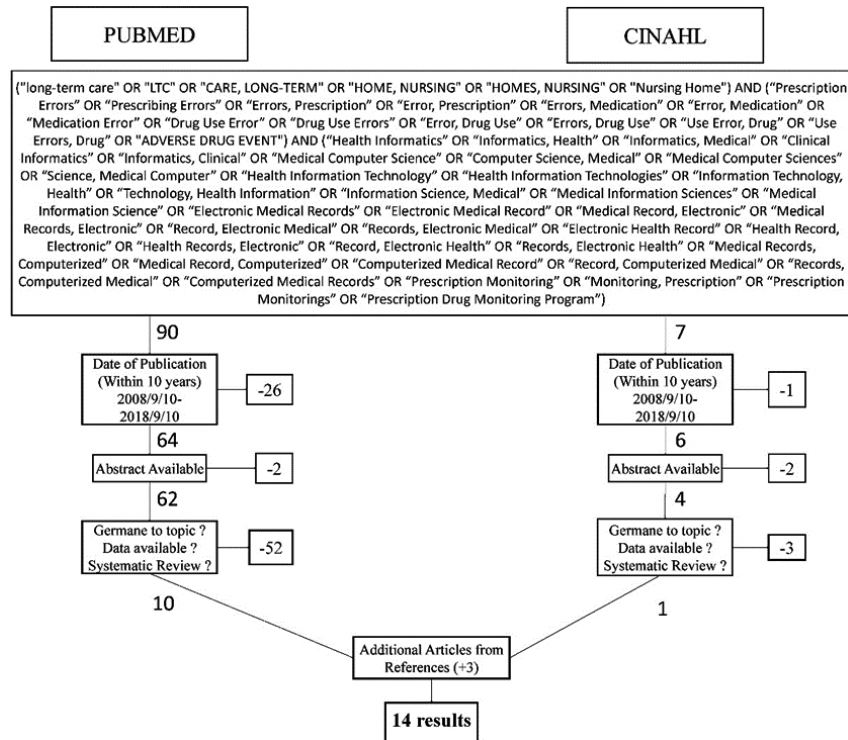 PUBMED
CINAHL
("long-term care" OR "LTC" OR "CARE, LONG-TERM" OR "HOME, NURSING" OR "HOMES, NURSING" OR "Nursing Home") AND (“Prescription
Errors” OR “Prescribing Errors” OR “Errors, Prescription” OR “Error, Prescription” OR “Errors, Medication” OR “Error, Medication” OR
“Medication Error” OR “Drug Use Error” OR “Drug Use Errors” OR “Error, Drug Use” OR “Errors, Drug Use” OR “Use Error, Drug” OR “Use
Errors, Drug” OR "ADVERSE DRUG EVENT") AND (“Health Informatics” OR “Informatics, Health” OR “Informatics, Medical” OR “Clinical
Informatics” OR “Informatics, Clinical” OR “Medical Computer Science” OR “Computer Science, Medical” OR “Medical Computer Sciences”
OR “Science, Medical Computer” OR “Health Information Technology” OR “Health Information Technologies” OR “Information Technology,
Health” OR “Technology, Health Information” OR “Information Science, Medical” OR “Medical Information Sciences” OR “Medical
Information Science” OR “Electronic Medical Records” OR “Electronic Medical Record” OR “Medical Record, Electronic” OR “Medical
Records, Electronic” OR “Record, Electronic Medical” OR “Records, Electronic Medical” OR “Electronic Health Record” OR “Health Record,
Electronic” OR “Health Records, Electronic” OR “Record, Electronic Health” OR “Records, Electronic Health” OR “Medical Records,
Computerized” OR “Medical Record, Computerized” OR “Computerized Medical Record” OR “Record, Computerized Medical” OR “Records,
Computerized Medical” OR “Computerized Medical Records” OR “Prescription Monitoring” OR “Monitoring, Prescription” OR “Prescription
Monitorings” OR “Prescription Drug Monitoring Program”)
90
7
Date of Publication
(Within 10 years)
2008/9/10-
2018/9/10
-26
Date of Publication
(Within 10 years)
2008/9/10-
2018/9/10
-1
64
6
Abstract Available
-2
Abstract Available
-2
62
4
Germane to topic ?
Data available ?
Systematic Review ?
-52
Germane to topic ?
Data available ?
Systematic Review ?
-3
10
1
Additional Articles from
References (+3)
14 results